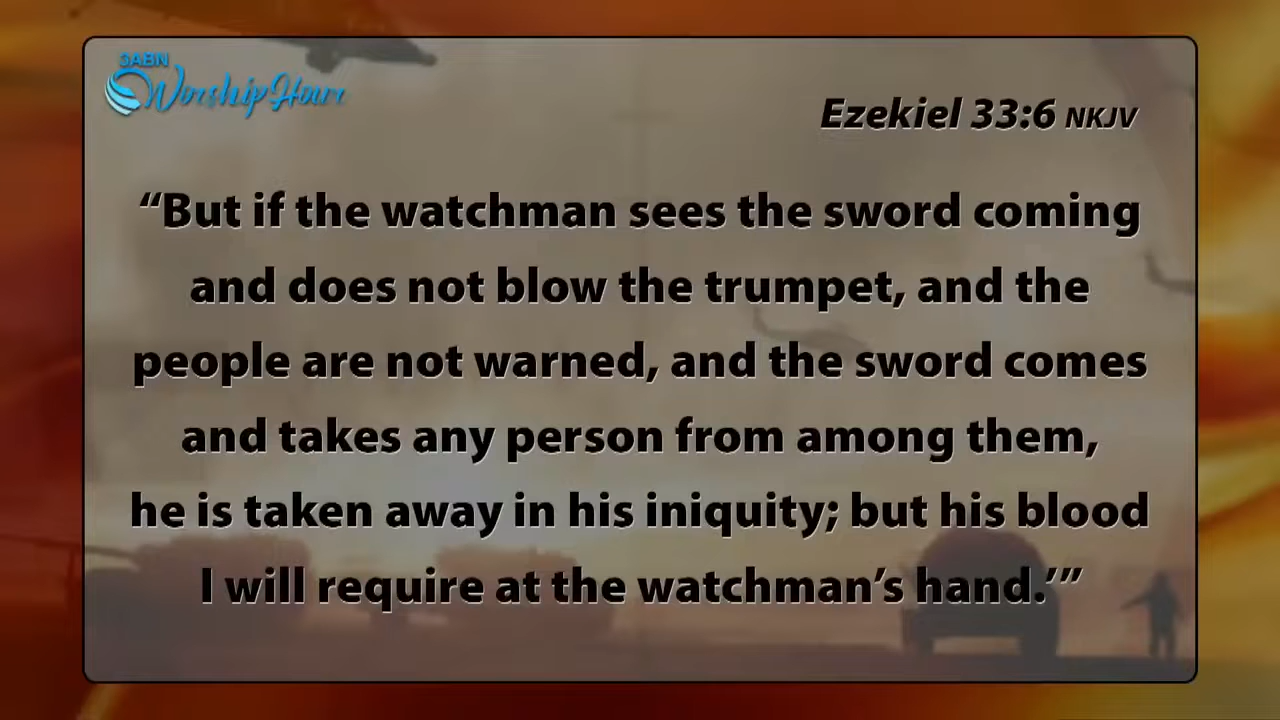 3ABN
Worship Hour
Ezekiel 33:6 NKJV
“But if the watchman sees the sword coming
and does not blow the trumpet, and the
people are not warned, and the sword comes
and takes any person from among them,
he is taken away in his iniquity; but his blood
I will require at the watchman’s hand.’”